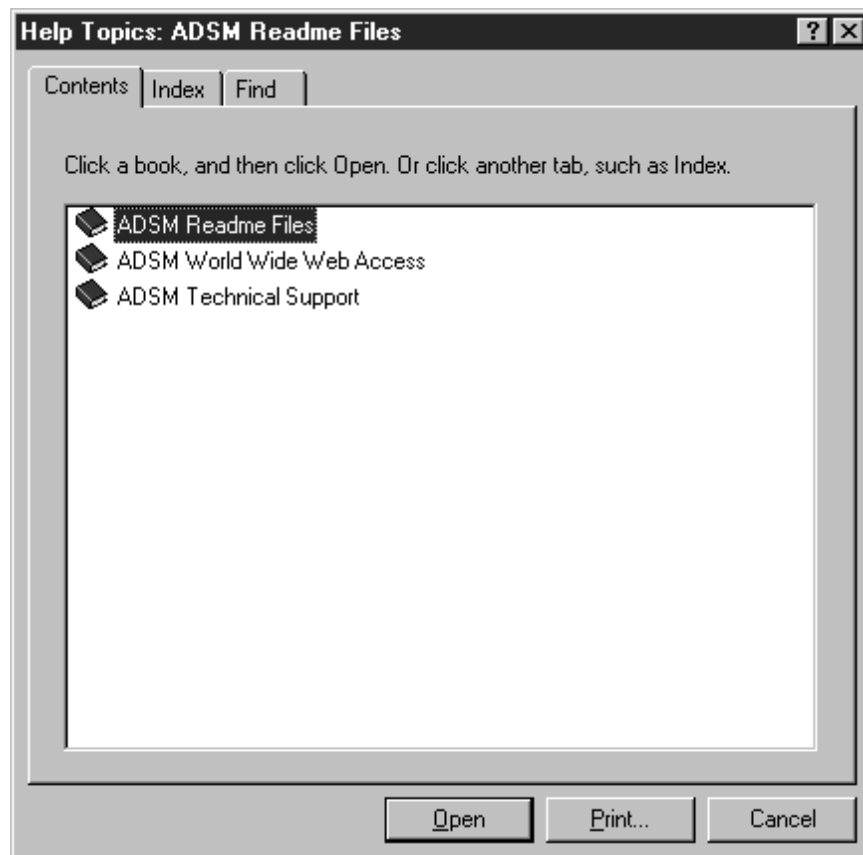 Help Topics: ADSM Readme Files
Contents Index Find
Click a book, and then click Open. Or click another tab, such as Index.
ADSM Readme Files
ADSM World Wide Web Access
ADSM Technical Support
Open Print... Cancel